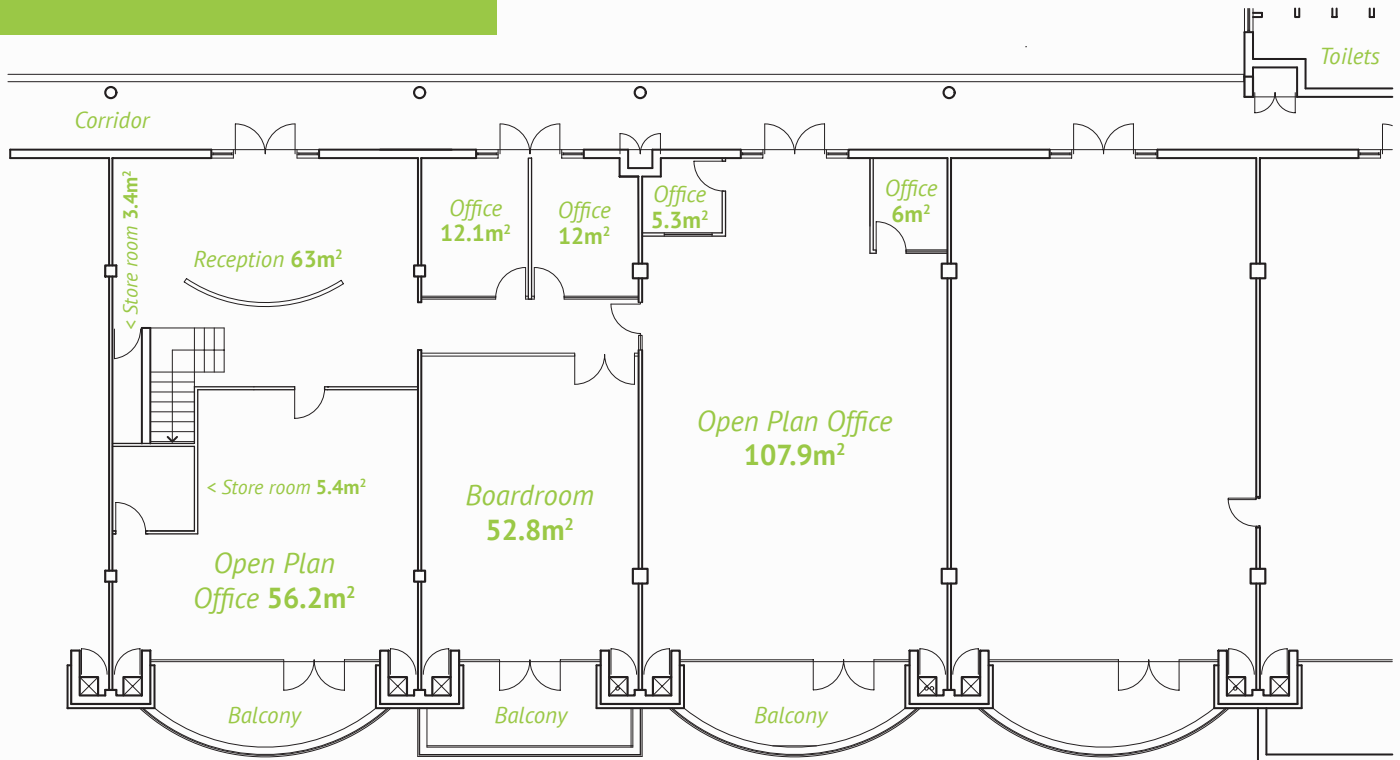 Toilets
Corridor
< Store room 3.4m²
Office
12.1m²
Office
12m²
Office
5.3m²
Office
6m²
Reception 63m²
Open Plan Office
107.9m²
< Store room 5.4m²
Boardroom
52.8m²
Open Plan
Office 56.2m²
Balcony
Balcony
Balcony